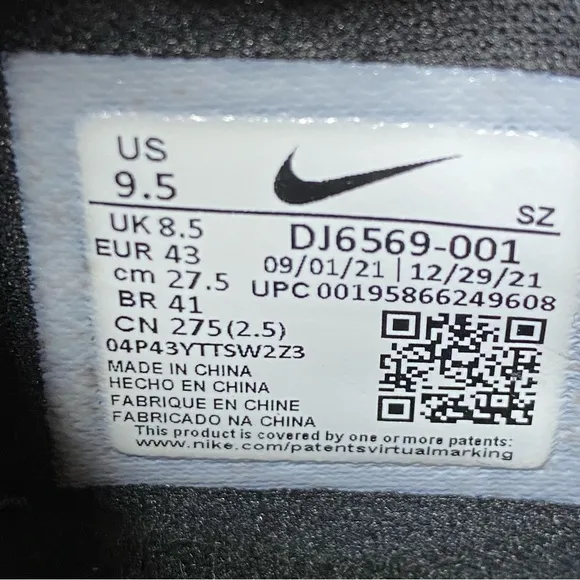 US
9.5
SZ
UK 8.5
DJ6569-001
EUR 43
09/01/21 | 12/29/21
cm 27.5
UPC 00195866249608
BR 41
CN 275(2.5)
04P43YTTSW2Z3
MADE IN CHINA
HECHO EN CHINA
FABRIQUE EN CHINE
FABRICADO NA CHINA
This product is covered by one or more patents:
www.nike.com/patentsvirtualmarking